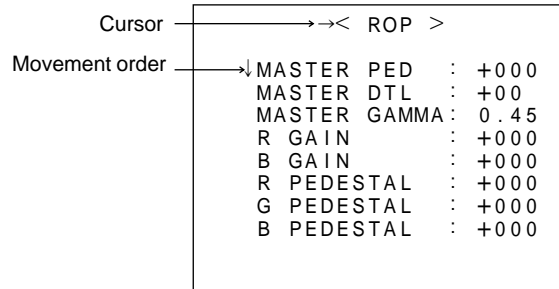 Cursor →→< ROP >
Movement order →↓MASTER PED : +000
MASTER DTL : +00
MASTER GAMMA: 0.45
R GAIN : +000
B GAIN : +000
R PEDESTAL : +000
G PEDESTAL : +000
B PEDESTAL : +000